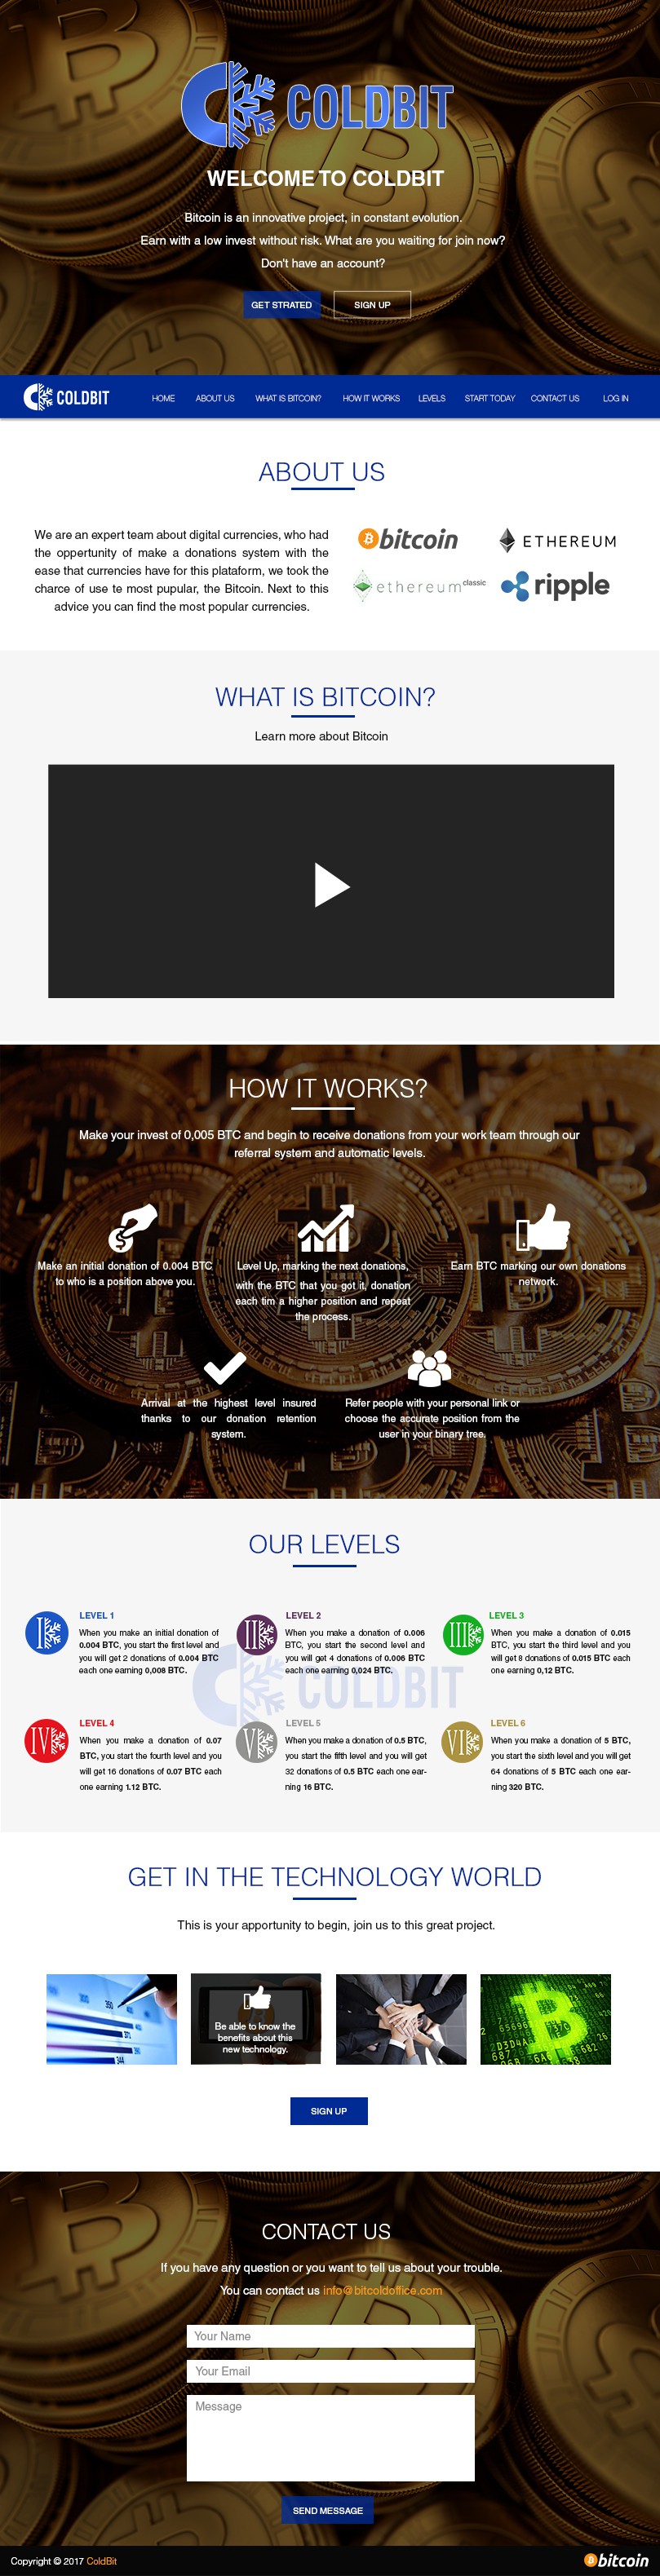 COLDBIT
WELCOME TO COLDBIT
Bitcoin is an innovative project, in constant evolution.
Earn with a low invest without risk. What are you waiting for join now?
Don't have an account?
GET STRATED
SIGN UP
COLDBIT
HOME
ABOUT US
WHAT IS BITCOIN?
HOW IT WORKS
LEVELS
START TODAY
CONTACT US
LOG IN
ABOUT US
We are an expert team about digital currencies, who had
the oppertunity of make a donations system with the
ease that currencies have for this plataform, we took the
charce of use te most pupular, the Bitcoin. Next to this
advice you can find the most popular currencies.
bitcoin
ETHEREUM
ethereum classic
ripple
WHAT IS BITCOIN?
Learn more about Bitcoin
HOW IT WORKS?
Make your invest of 0,005 BTC and begin to receive donations from your work team through our
referral system and automatic levels.
Make an initial donation of 0.004 BTC
to who is a position above you.
Level Up, marking the next donations,
with the BTC that you got it, donation
each tim a higher position and repeat
the process.
Earn BTC marking our own donations
network.
Arrival at the highest level insured
thanks to our donation retention
system.
Refer people with your personal link or
choose the accurate position from the
user in your binary tree.
OUR LEVELS
COLDBIT
I
LEVEL 1
When you make an initial donation of
0.004 BTC, you start the first level and
you will get 2 donations of 0.004 BTC
each one earning 0,008 BTC.
II
LEVEL 2
When you make a donation of 0.006
BTC, you start the second level and
you will get 4 donations of 0.006 BTC
each one earning 0,024 BTC.
III
LEVEL 3
When you make a donation of 0.015
BTC, you start the third level and you
will get 8 donations of 0.015 BTC each
one earning 0,12 BTC.
IV
LEVEL 4
When you make a donation of 0.07
BTC, you start the fourth level and you
will get 16 donations of 0.07 BTC each
one earning 1.12 BTC.
V
LEVEL 5
When you make a donation of 0.5 BTC,
you start the fifth level and you will get
32 donations of 0.5 BTC each one ear-
ning 16 BTC.
VI
LEVEL 6
When you make a donation of 5 BTC,
you start the sixth level and you will get
64 donations of 5 BTC each one ear-
ning 320 BTC.
GET IN THE TECHNOLOGY WORLD
This is your apportunity to begin, join us to this great project.
Be able to know the
benefits about this
new technology.
SIGN UP
CONTACT US
If you have any question or you want to tell us about your trouble.
You can contact us info@bitcoldoffice.com
Your Name
Your Email
Message
SEND MESSAGE
Copyright © 2017 ColdBit
bitcoin